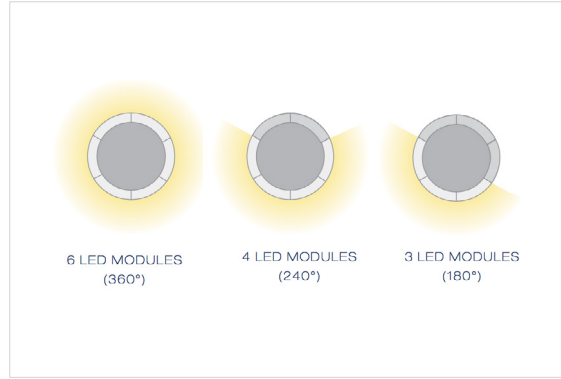 6 LED MODULES
(360°)
4 LED MODULES
(240°)
3 LED MODULES
(180°)